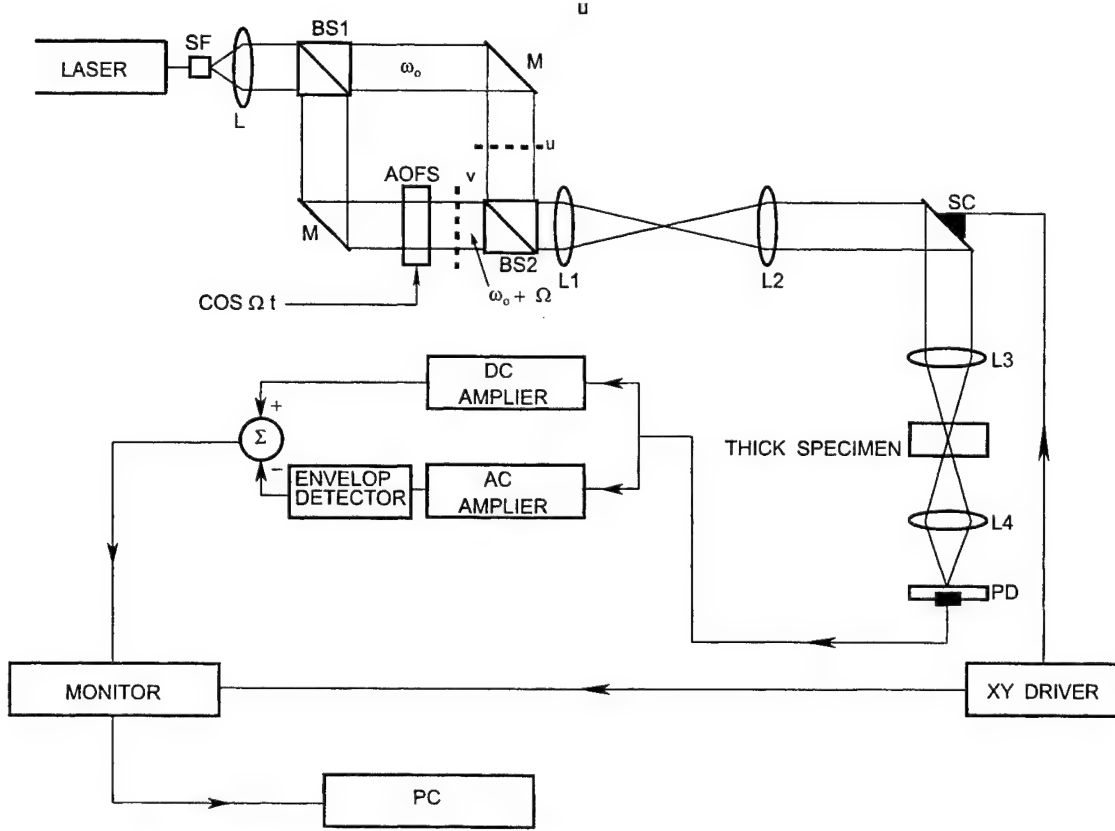 u
SF
BS1
LASER
ω₀
M
L
u
AOFS
v
SC
M
BS2
L1
L2
COS Ω t
ω₀ + Ω
DC
AMPLIER
L3
+
Σ
THICK SPECIMEN
−
ENVELOP
DETECTOR
AC
AMPLIER
L4
PD
MONITOR
XY DRIVER
PC